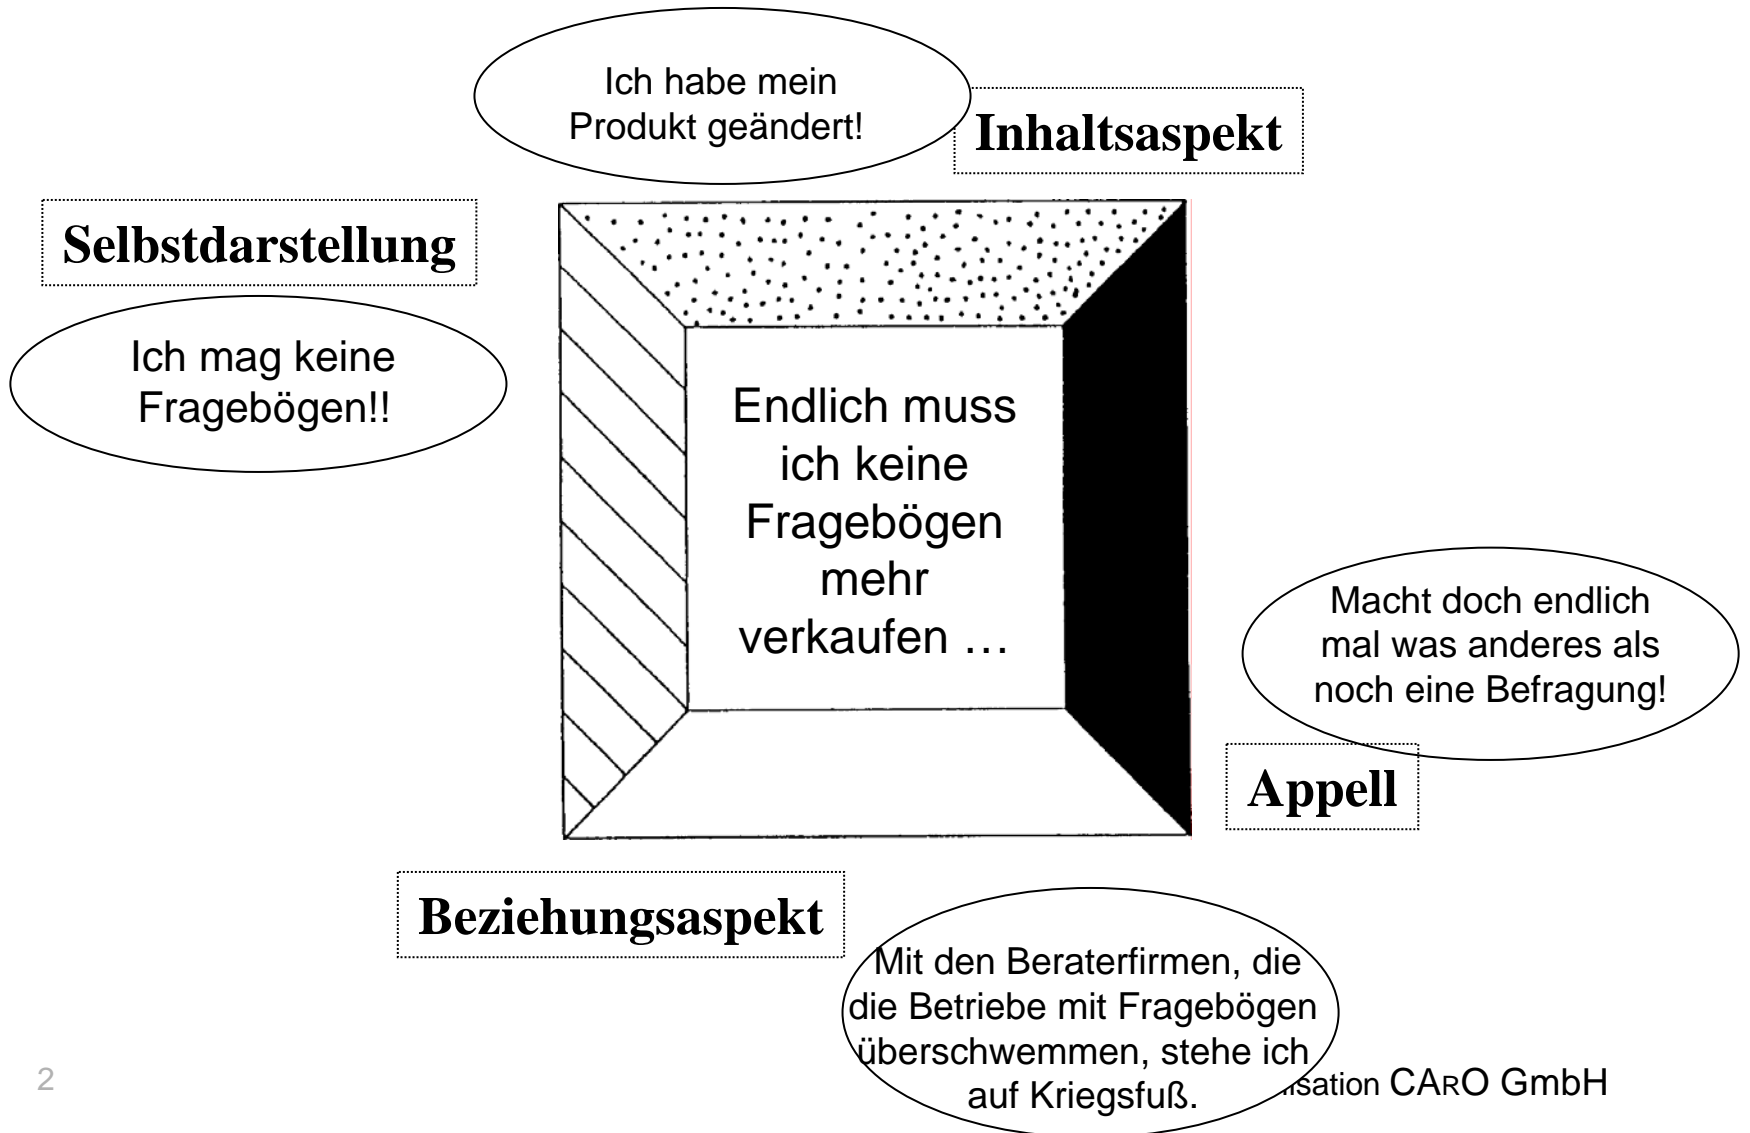 Ich habe mein
Produkt geändert!
Inhaltsaspekt
Selbstdarstellung
Ich mag keine
Fragebögen!!
Endlich muss
ich keine
Fragebögen
mehr
verkaufen …
Macht doch endlich
mal was anderes als
noch eine Befragung!
Appell
Beziehungsaspekt
Mit den Beraterfirmen, die
die Betriebe mit Fragebögen
überschwemmen, stehe ich
auf Kriegsfuß.
2
CARO GmbH